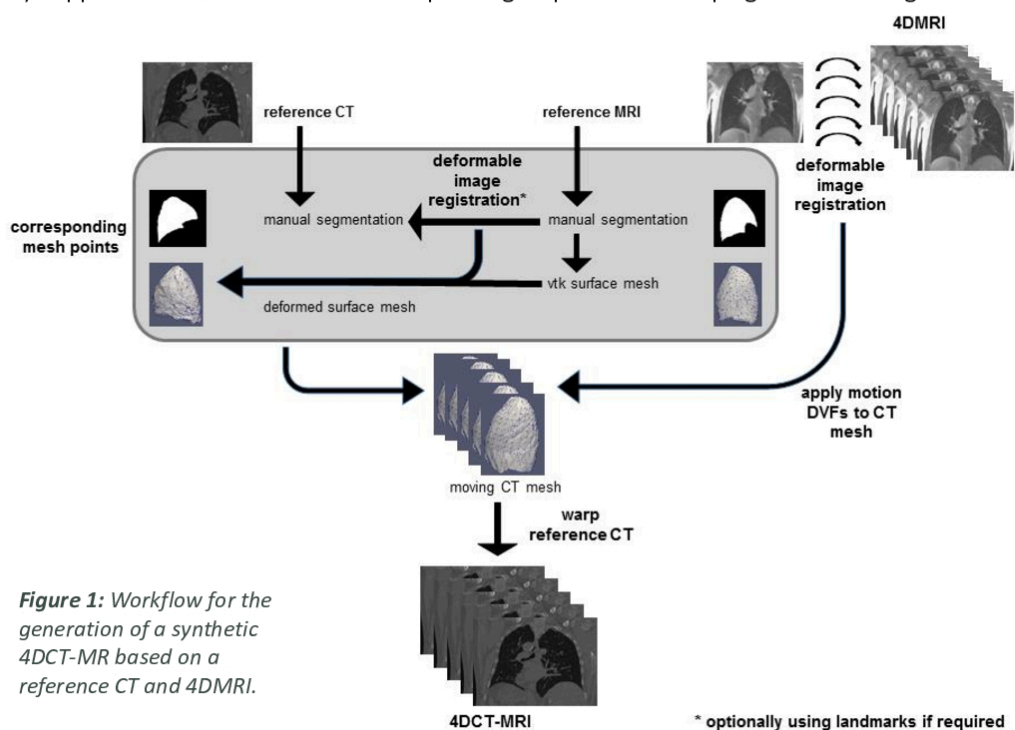 4DMRI
reference CT
reference MRI
deformable
image
registration*
deformable
image
registration
corresponding
mesh points
manual segmentation
manual segmentation
vtk surface mesh
deformed surface mesh
apply motion
DVFs to CT
mesh
moving CT mesh
warp
reference CT
Figure 1: Workflow for the
generation of a synthetic
4DCT-MR based on a
reference CT and 4DMRI.
4DCT-MRI
* optionally using landmarks if required